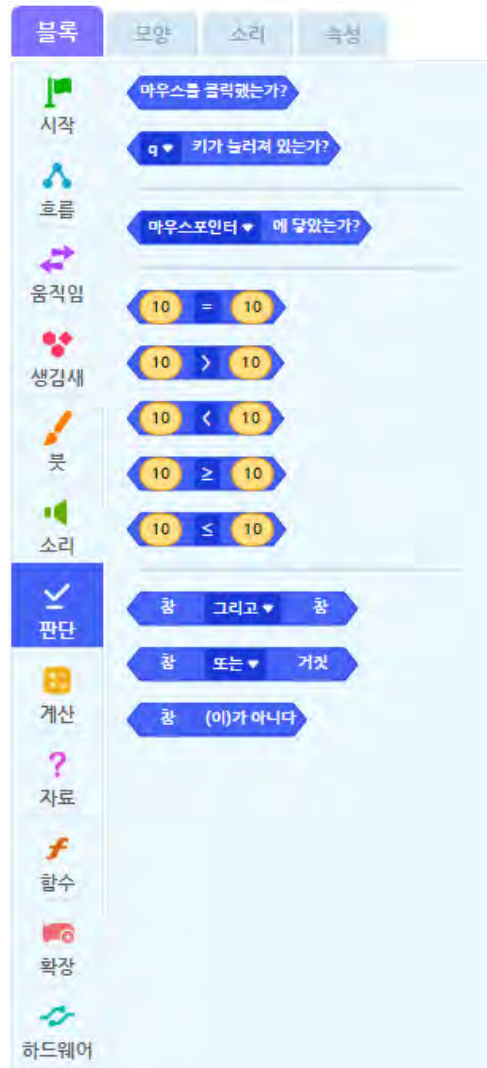 블록 모양 소리 속성
시작
흐름
움직임
생김새
붓
소리
판단
계산
자료
함수
확장
하드웨어
마우스를 클릭했는가?
q 키가 눌러져 있는가?
마우스포인터 에 닿았는가?
10 = 10
10 > 10
10 < 10
10 ≥ 10
10 ≤ 10
참 그리고 참
참 또는 거짓
참 (이)가 아니다